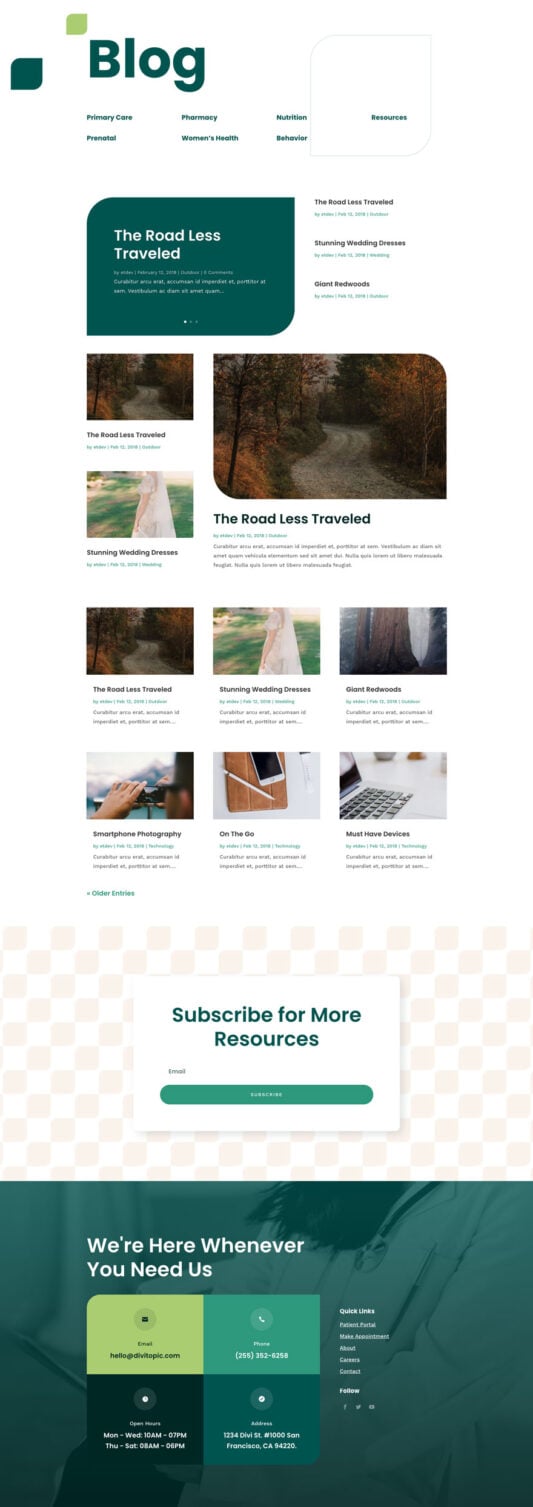 Blog
Primary Care
Pharmacy
Nutrition
Resources
Prenatal
Women's Health
Behavior
The Road Less
Traveled
by etdev | February 12, 2018 | Outdoor | 0 Comments
Curabitur arcu erat, accumsan id imperdiet et, porttitor at
sem. Vestibulum ac diam sit amet quam...
The Road Less Traveled
by etdev | Feb 12, 2018 | Outdoor
Stunning Wedding Dresses
by etdev | Feb 12, 2018 | Wedding
Giant Redwoods
by etdev | Feb 12, 2018 | Outdoor
The Road Less Traveled
by etdev | Feb 12, 2018 | Outdoor
Stunning Wedding Dresses
by etdev | Feb 12, 2018 | Wedding
The Road Less Traveled
by etdev | Feb 12, 2018 | Outdoor
Curabitur arcu erat, accumsan id imperdiet et, porttitor at sem. Vestibulum ac diam sit
amet quam vehicula elementum sed sit amet dui. Nulla quis lorem ut libero malesuada
feugiat. Nulla quis lorem ut libero malesuada feugiat.
The Road Less Traveled
by etdev | Feb 12, 2018 | Outdoor
Curabitur arcu erat, accumsan id
imperdiet et, porttitor at sem....
Stunning Wedding Dresses
by etdev | Feb 12, 2018 | Wedding
Curabitur arcu erat, accumsan id
imperdiet et, porttitor at sem....
Giant Redwoods
by etdev | Feb 12, 2018 | Outdoor
Curabitur arcu erat, accumsan id
imperdiet et, porttitor at sem....
Smartphone Photography
by etdev | Feb 12, 2018 | Technology
Curabitur arcu erat, accumsan id
imperdiet et, porttitor at sem....
On The Go
by etdev | Feb 12, 2018 | Technology
Curabitur arcu erat, accumsan id
imperdiet et, porttitor at sem....
Must Have Devices
by etdev | Feb 12, 2018 | Technology
Curabitur arcu erat, accumsan id
imperdiet et, porttitor at sem....
« Older Entries
Subscribe for More
Resources
Email
SUBSCRIBE
We're Here Whenever
You Need Us
Email
hello@divitopic.com
Phone
(255) 352-6258
Open Hours
Mon - Wed: 10AM - 07PM
Thu - Sat: 08AM - 06PM
Address
1234 Divi St. #1000 San
Francisco, CA 94220.
Quick Links
Patient Portal
Make Appointment
About
Careers
Contact
Follow